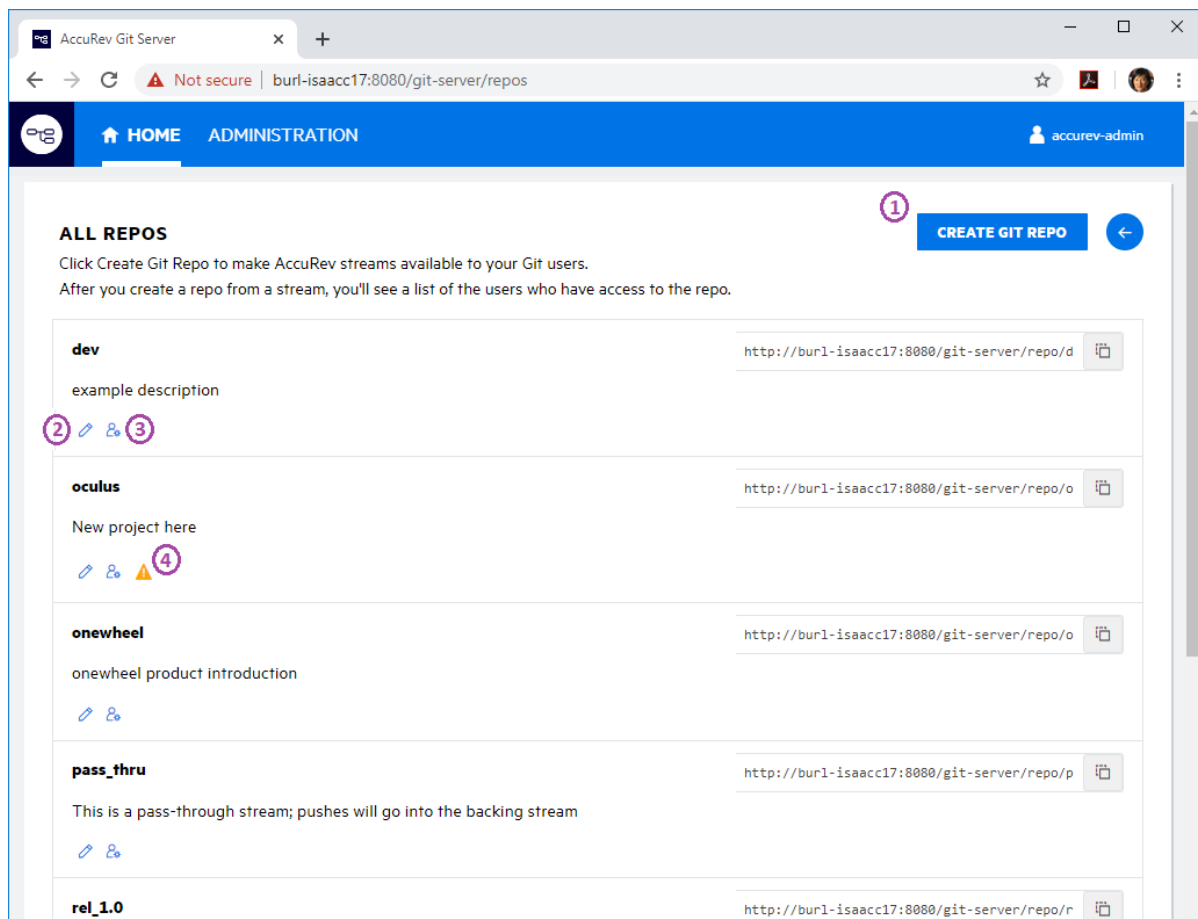 AccuRev Git Server
Not secure burl-isaacc17:8080/git-server/repos
HOME ADMINISTRATION accurev-admin
1
ALL REPOS CREATE GIT REPO
Click Create Git Repo to make AccuRev streams available to your Git users.
After you create a repo from a stream, you'll see a list of the users who have access to the repo.
dev http://burl-isaacc17:8080/git-server/repo/d
example description
2 3
oculus http://burl-isaacc17:8080/git-server/repo/o
New project here
4
onewheel http://burl-isaacc17:8080/git-server/repo/o
onewheel product introduction
pass_thru http://burl-isaacc17:8080/git-server/repo/p
This is a pass-through stream; pushes will go into the backing stream
rel_1.0 http://burl-isaacc17:8080/git-server/repo/r